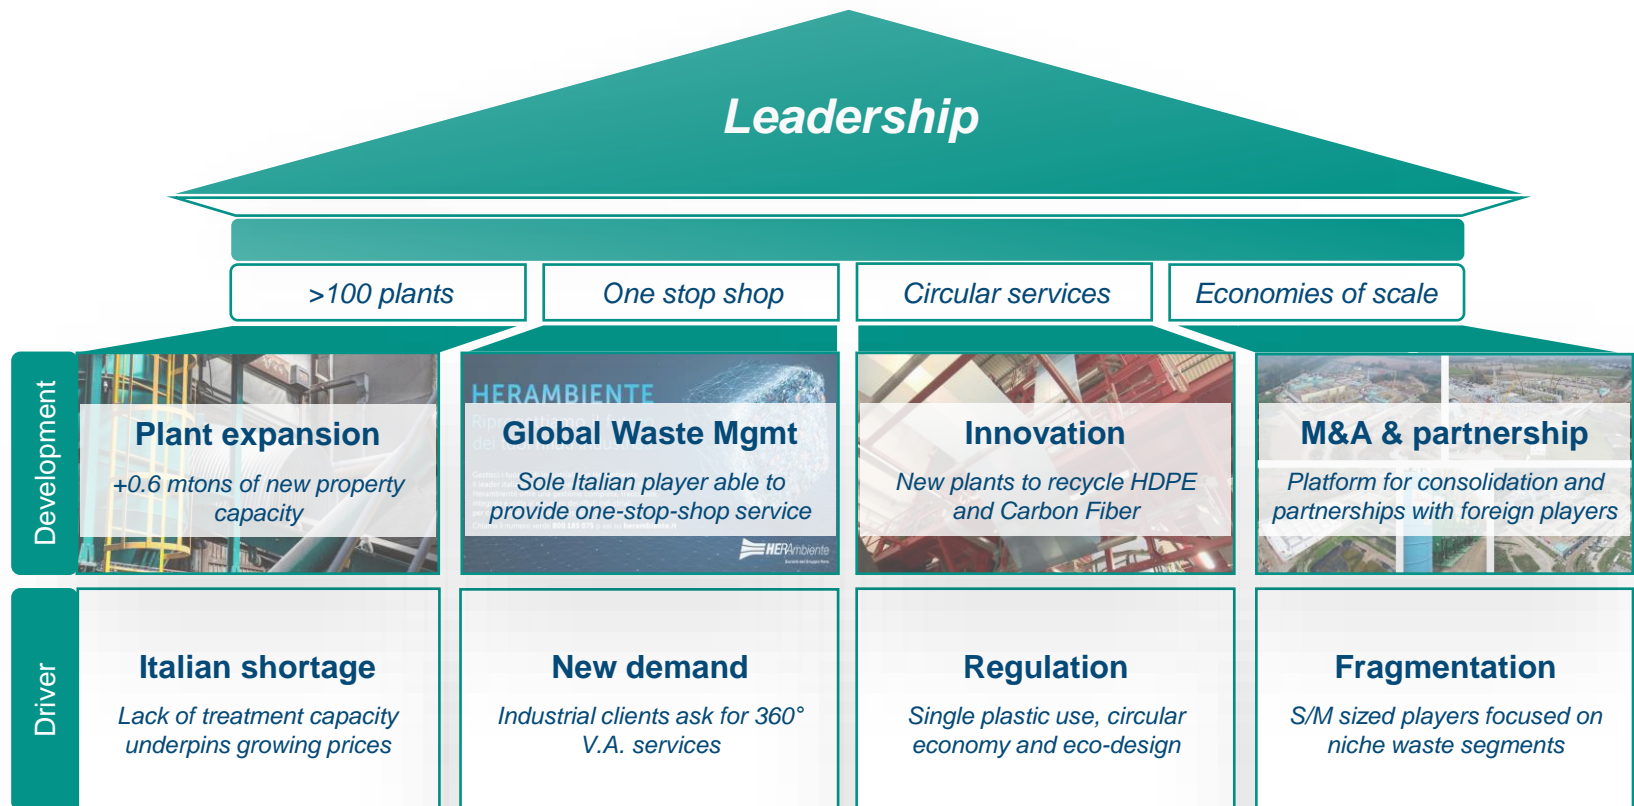 Leadership
>100 plants
One stop shop
Circular services
Economies of scale
Development
Plant expansion
+0.6 mtons of new property
capacity
HERAMBIENTE
Global Waste Mgmt
Sole Italian player able to
provide one-stop-shop service
HERAmbiente
Innovation
New plants to recycle HDPE
and Carbon Fiber
M&A & partnership
Platform for consolidation and
partnerships with foreign players
Driver
Italian shortage
Lack of treatment capacity
underpins growing prices
New demand
Industrial clients ask for 360°
V.A. services
Regulation
Single plastic use, circular
economy and eco-design
Fragmentation
S/M sized players focused on
niche waste segments